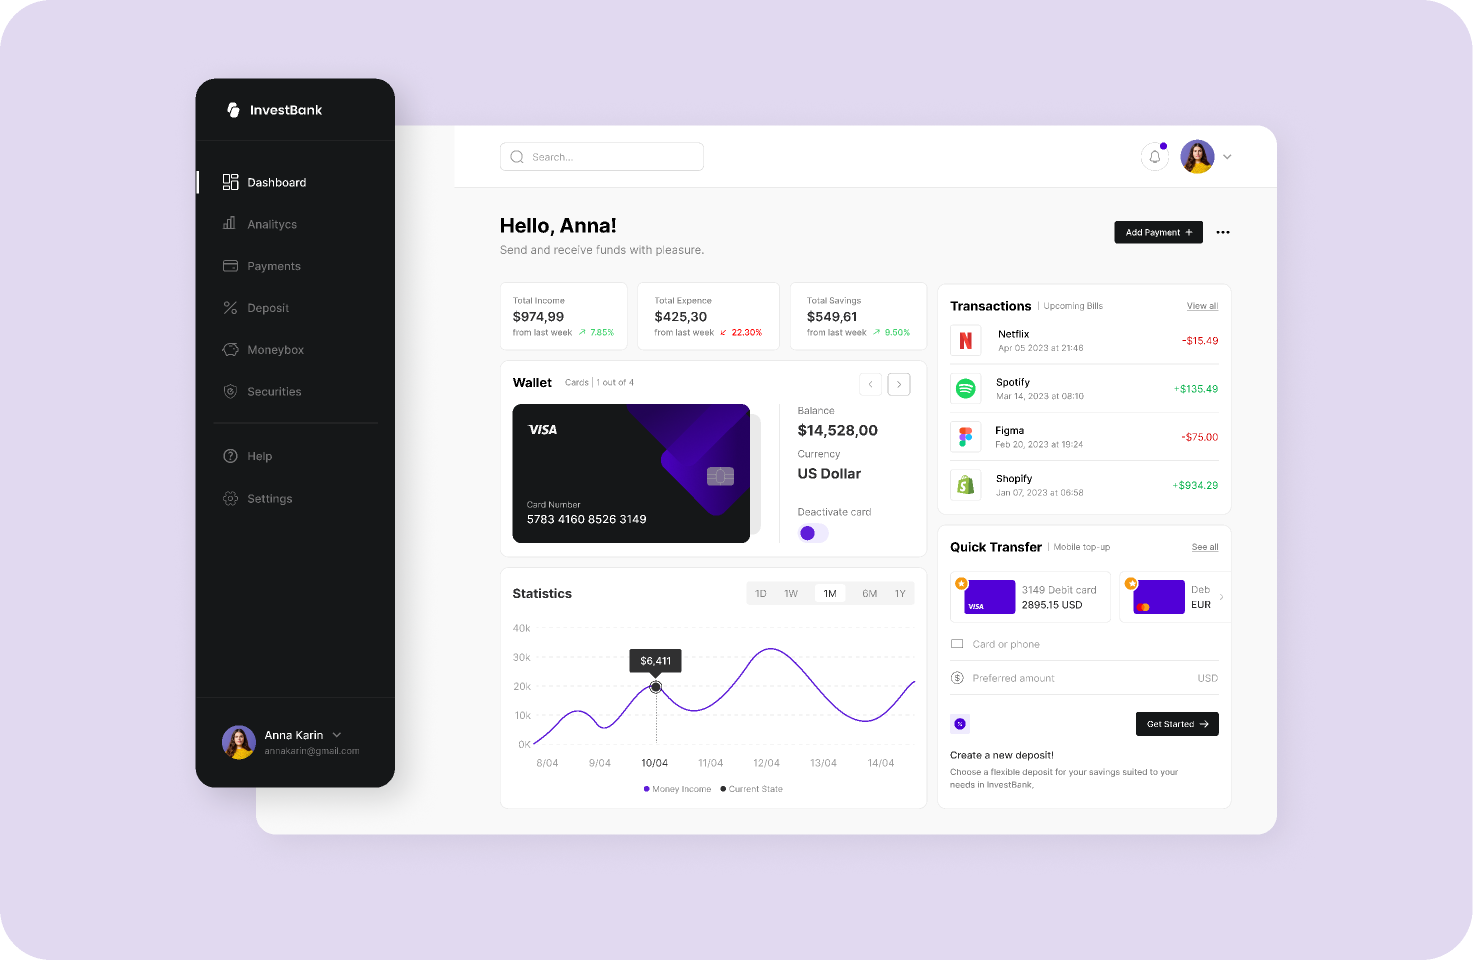 InvestBank
Dashboard
Analitycs
Payments
Deposit
Moneybox
Securities
Help
Settings
Anna Karin
annakarin@gmail.com
Search...
Hello, Anna!
Send and receive funds with pleasure.
Add Payment +
Total Income
$974,99
from last week 7.85%
Total Expence
$425,30
from last week 22.30%
Total Savings
$549,61
from last week 9.50%
Wallet Cards | 1 out of 4
VISA
Card Number
5783 4160 8526 3149
Balance
$14,528,00
Currency
US Dollar
Deactivate card
Statistics
1D 1W 1M 6M 1Y
40k
30k
20k
10k
0K
$6,411
8/04 9/04 10/04 11/04 12/04 13/04 14/04
Money Income Current State
Transactions | Upcoming Bills View all
Netflix
Apr 05 2023 at 21:46
-$15.49
Spotify
Mar 14, 2023 at 08:10
+$135.49
Figma
Feb 20, 2023 at 19:24
-$75.00
Shopify
Jan 07, 2023 at 06:58
+$934.29
Quick Transfer | Mobile top-up See all
VISA
3149 Debit card
2895.15 USD
Deb
EUR
Card or phone
Preferred amount USD
Get Started →
Create a new deposit!
Choose a flexible deposit for your savings suited to your
needs in InvestBank,